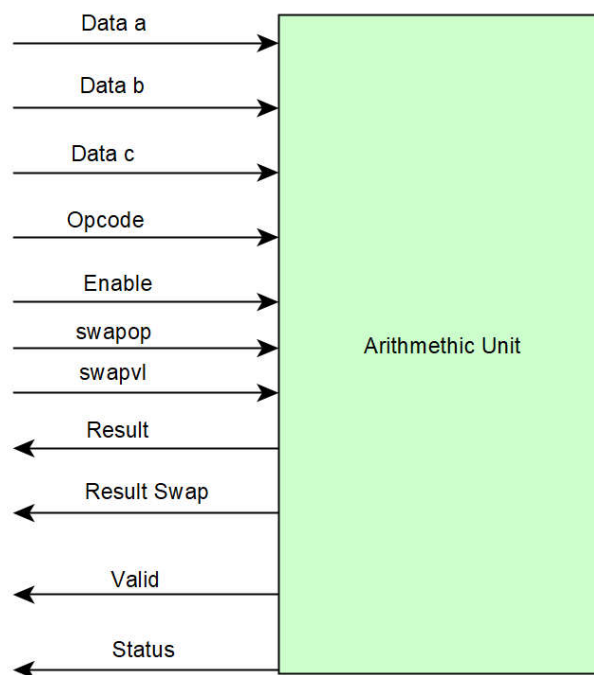 Data a
Data b
Data c
Opcode
Enable
swapop
swapvl
Result
Result Swap
Valid
Status
Arithmethic Unit